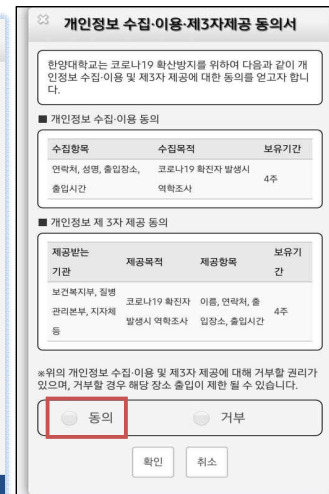 개인정보 수집·이용·제3자제공 동의서
한양대학교는 코로나19 확산방지를 위하여 다음과 같이 개
인정보 수집·이용 및 제3자 제공에 대한 동의를 얻고자 합니
다.
■ 개인정보 수집·이용 동의
수집항목 수집목적 보유기간
연락처, 성명, 출입장소, 코로나19 확진자 발생시 4주
출입시간 역학조사
■ 개인정보 제 3자 제공 동의
제공받는 제공목적 제공항목 보유기
기관 간
보건복지부, 질병
관리본부, 지자체 코로나19 확진자 이름, 연락처, 출 4주
등 발생시 역학조사 입장소, 출입시간
※위의 개인정보 수집·이용 및 제3자 제공에 대해 거부할 권리가
있으며, 거부할 경우 해당 장소 출입이 제한 될 수 있습니다.
동의 거부
확인 취소